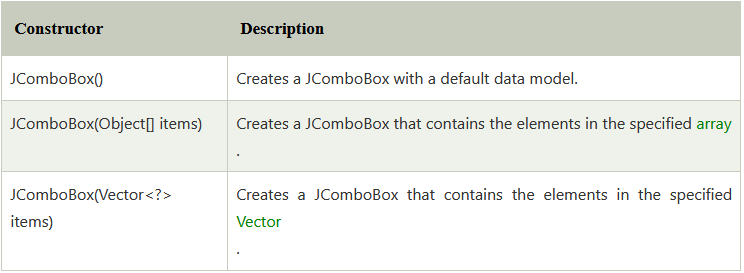 Constructor Description
JComboBox() Creates a JComboBox with a default data model.
JComboBox(Object[] items) Creates a JComboBox that contains the elements in the specified array
.
JComboBox(Vector<?> Creates a JComboBox that contains the elements in the specified
items) Vector
.